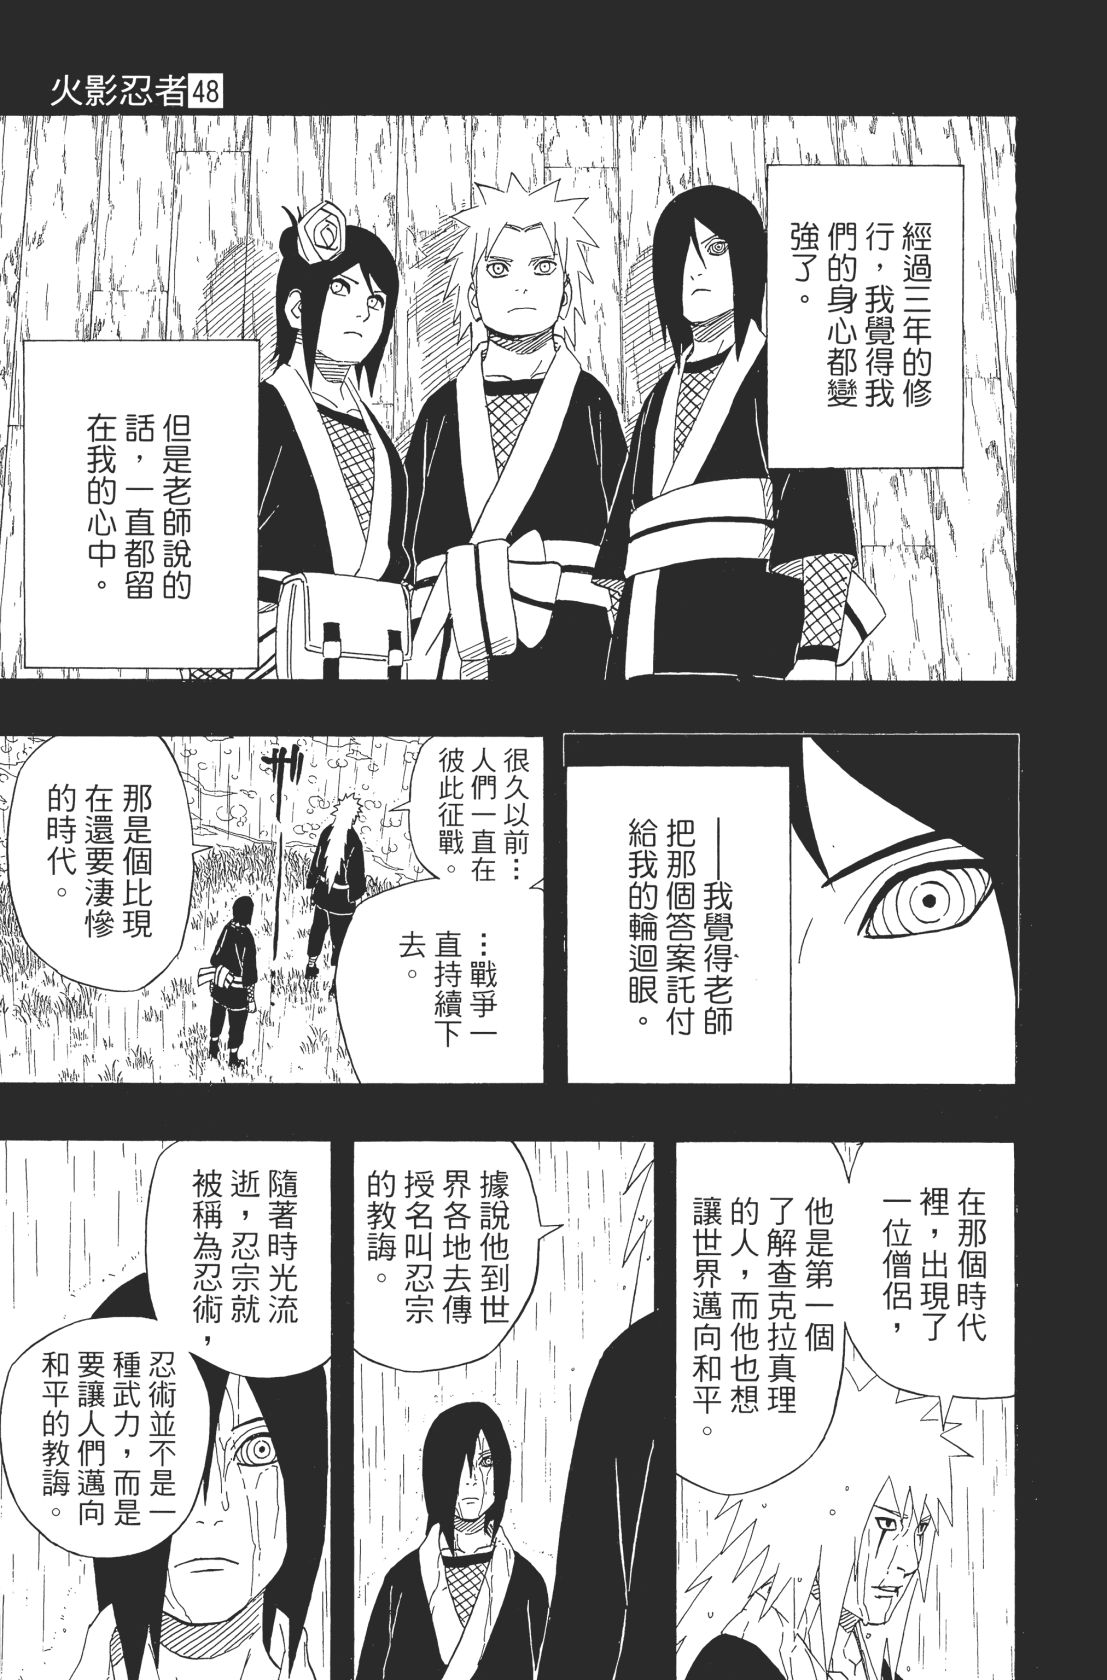 火影忍者48
經過三年的修
行，我覺得我
們的身心都變
強了。
但是老師說的
話，一直都留
在我的心中。
——我覺得老師
把那個答案託付
給我的輪迴眼。
很久以前…
人們一直在
彼此征戰。
…戰爭一
直持續下
去。
那是個比現
在還要淒慘
的時代。
在那個時代
裡，出現了
一位僧侶，
他是第一個
了解查克拉真理
的人，而他也想
讓世界邁向和平。
據說他到世
界各地去傳
授名叫忍宗
的教誨。
隨著時光流
逝，忍宗就
被稱為忍術，
忍術並不是一
種武力，而是
要讓人們邁向
和平的教誨。